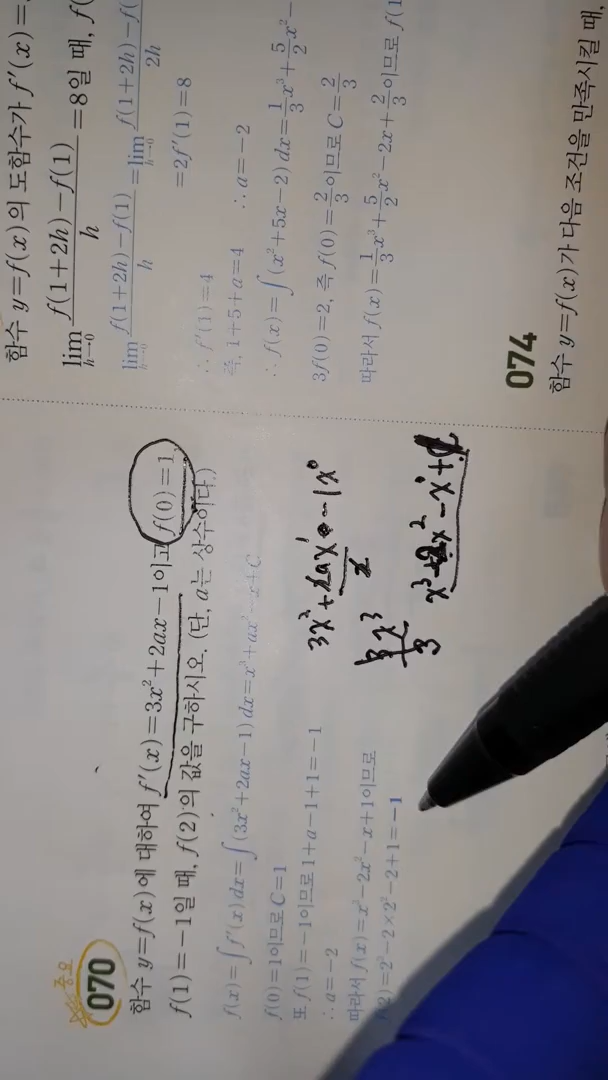 중요
070
함수 y=f(x)에 대하여 f'(x)=3x²+2ax-1이고 f(0)=1,
f(1)=-1일 때, f(2)의 값을 구하시오. (단, a는 상수이다.)
f(x)=∫f'(x)dx=∫(3x²+2ax-1)dx=x³+ax²-x+C
f(0)=1이므로 C=1
또 f(1)=-1이므로 1+a-1+1=-1
∴ a=-2
따라서 f(x)=x³-2x²-x+1이므로
f(2)=2³-2×2²-2+1=-1
함수 y=f(x)의 도함수가 f'(x)=
lim h→0 f(1+2h)-f(1) / h =8일 때, f(
lim h→0 f(1+2h)-f(1) / h = lim h→0 f(1+2h)-f( / 2h
=2f'(1)=8
∴ f'(1)=4
즉, 1+5+a=4 ∴ a=-2
∴ f(x)=∫(x²+5x-2)dx=1/3x³+5/2x²-
3f(0)=2, 즉 f(0)=2/3이므로 C=2/3
따라서 f(x)=1/3x³+5/2x²-2x+2/3이므로 f(1
074
함수 y=f(x)가 다음 조건을 만족시킬 때,